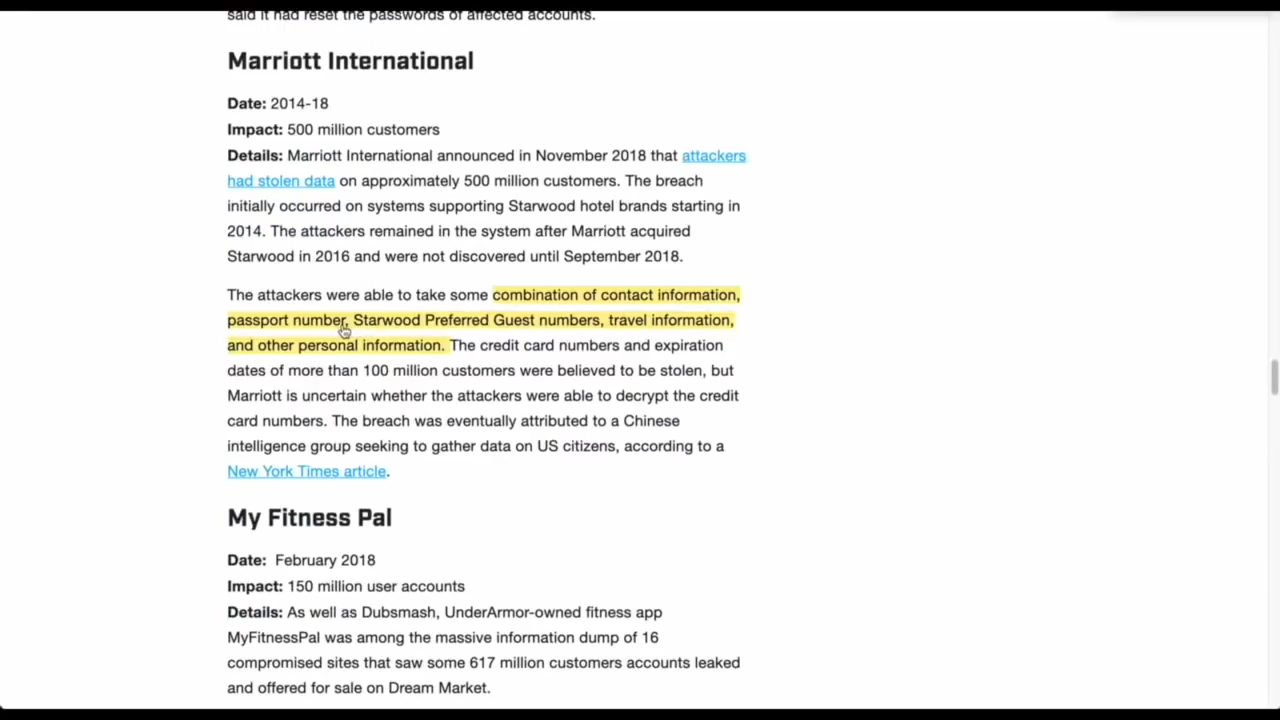 said it had reset the passwords of affected accounts.
Marriott International
Date: 2014-18
Impact: 500 million customers
Details: Marriott International announced in November 2018 that attackers
had stolen data on approximately 500 million customers. The breach
initially occurred on systems supporting Starwood hotel brands starting in
2014. The attackers remained in the system after Marriott acquired
Starwood in 2016 and were not discovered until September 2018.
The attackers were able to take some combination of contact information,
passport number, Starwood Preferred Guest numbers, travel information,
and other personal information. The credit card numbers and expiration
dates of more than 100 million customers were believed to be stolen, but
Marriott is uncertain whether the attackers were able to decrypt the credit
card numbers. The breach was eventually attributed to a Chinese
intelligence group seeking to gather data on US citizens, according to a
New York Times article.
My Fitness Pal
Date: February 2018
Impact: 150 million user accounts
Details: As well as Dubsmash, UnderArmor-owned fitness app
MyFitnessPal was among the massive information dump of 16
compromised sites that saw some 617 million customers accounts leaked
and offered for sale on Dream Market.